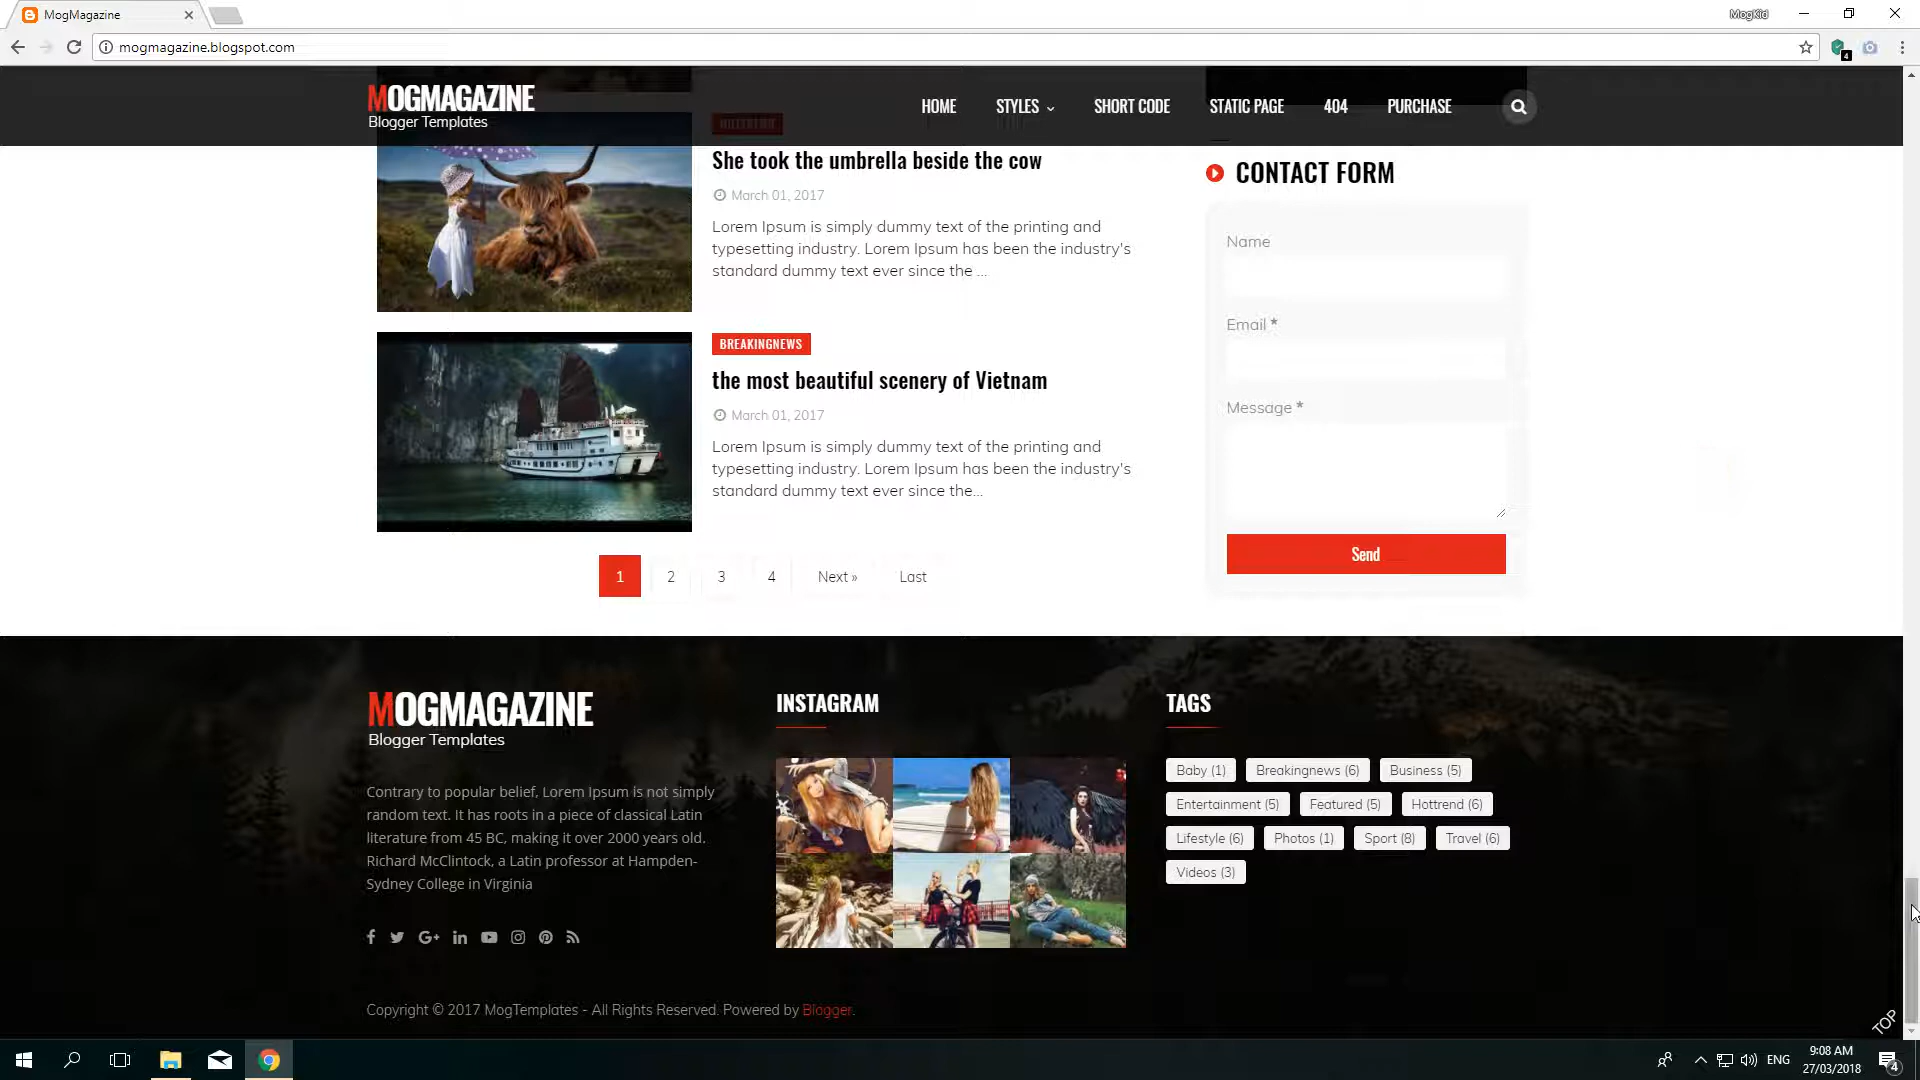 MogMagazine
MogKid
mogmagazine.blogspot.com
MOGMAGAZINE
Blogger Templates
HOME
STYLES
SHORT CODE
STATIC PAGE
404
PURCHASE
She took the umbrella beside the cow
March 01, 2017
Lorem Ipsum is simply dummy text of the printing and
typesetting industry. Lorem Ipsum has been the industry's
standard dummy text ever since the ...
BREAKINGNEWS
the most beautiful scenery of Vietnam
March 01, 2017
Lorem Ipsum is simply dummy text of the printing and
typesetting industry. Lorem Ipsum has been the industry's
standard dummy text ever since the...
1 2 3 4 Next » Last
CONTACT FORM
Name
Email *
Message *
Send
MOGMAGAZINE
Blogger Templates
Contrary to popular belief, Lorem Ipsum is not simply
random text. It has roots in a piece of classical Latin
literature from 45 BC, making it over 2000 years old.
Richard McClintock, a Latin professor at Hampden-
Sydney College in Virginia
INSTAGRAM
TAGS
Baby (1) Breakingnews (6) Business (5)
Entertainment (5) Featured (5) Hottrend (6)
Lifestyle (6) Photos (1) Sport (8) Travel (6)
Videos (3)
Copyright © 2017 MogTemplates - All Rights Reserved. Powered by Blogger.
TOP
ENG
9:08 AM
27/03/2018
4